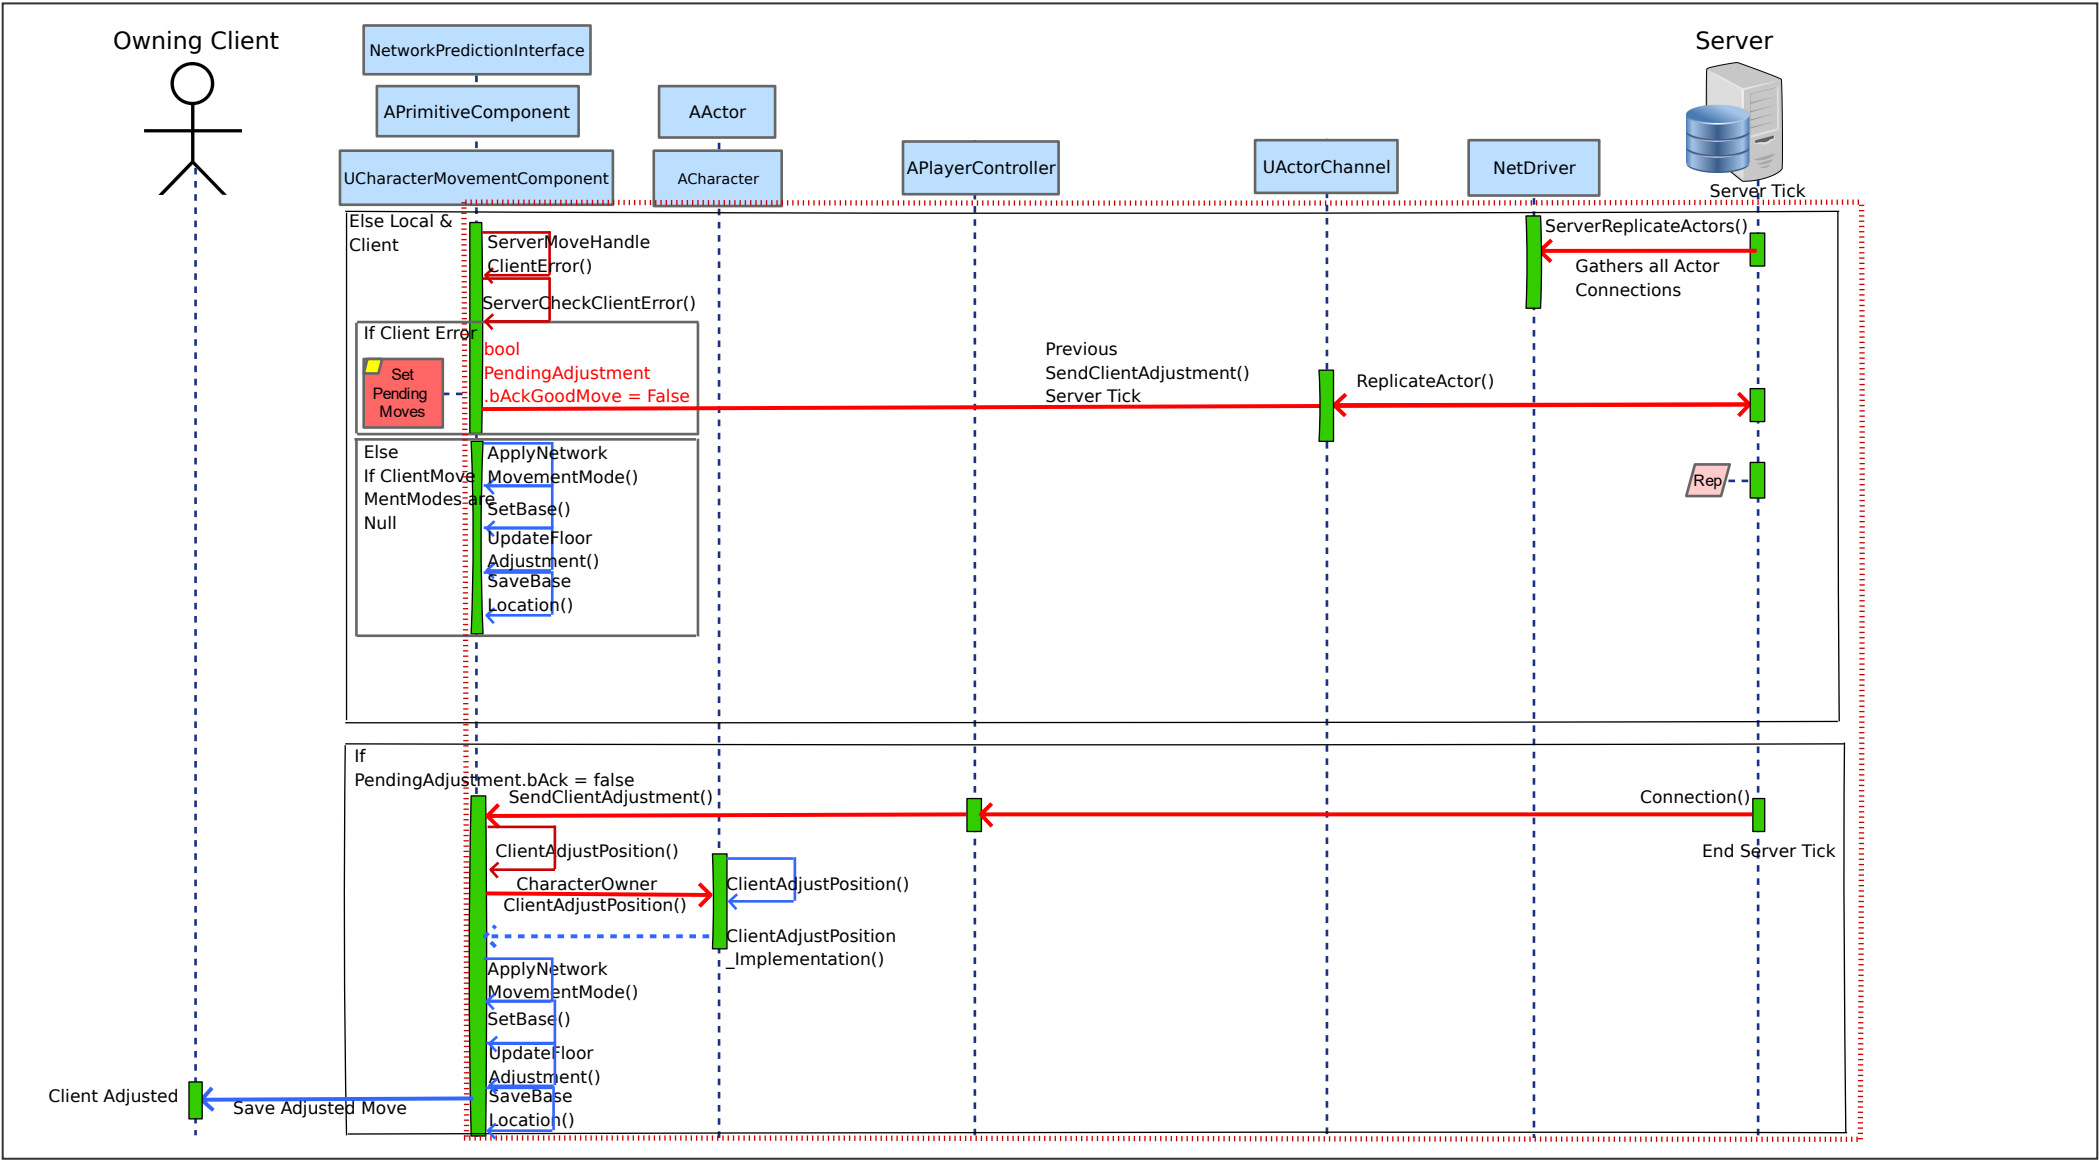 Owning Client
NetworkPredictionInterface
APrimitiveComponent
UCharacterMovementComponent
AActor
ACharacter
APlayerController
UActorChannel
NetDriver
Server
Server Tick
Else Local &
Client
ServerMoveHandle
ClientError()
ServerCheckClientError()
ServerReplicateActors()
Gathers all Actor
Connections
If Client Error
Set
Pending
Moves
bool
PendingAdjustment
.bAckGoodMove = False
Previous
SendClientAdjustment()
Server Tick
ReplicateActor()
Else
If ClientMove
MentModes are
Null
ApplyNetwork
MovementMode()
SetBase()
UpdateFloor
Adjustment()
SaveBase
Location()
Rep
If
PendingAdjustment.bAck = false
SendClientAdjustment()
Connection()
ClientAdjustPosition()
End Server Tick
CharacterOwner
ClientAdjustPosition()
ClientAdjustPosition()
ClientAdjustPosition
_Implementation()
ApplyNetwork
MovementMode()
SetBase()
UpdateFloor
Adjustment()
SaveBase
Location()
Client Adjusted
Save Adjusted Move